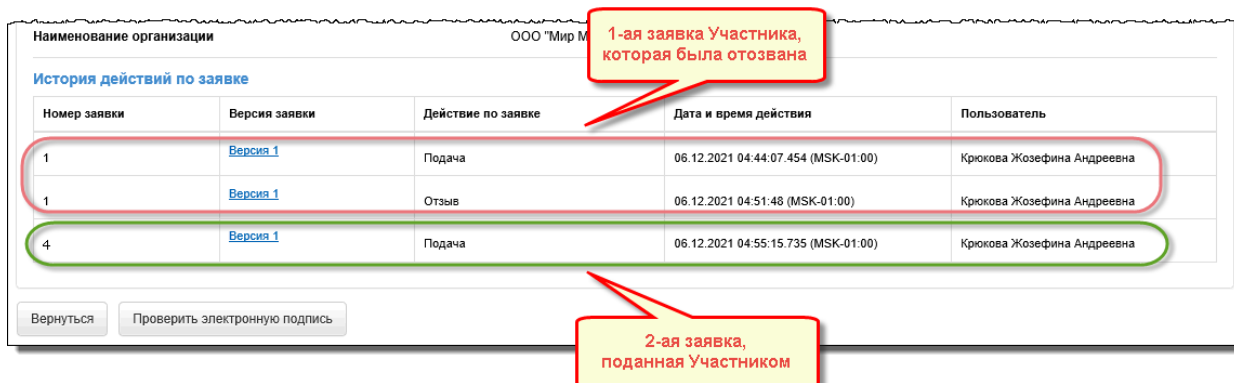 Наименование организации ООО "Мир М
1-ая заявка Участника,
которая была отозвана
История действий по заявке
Номер заявки Версия заявки Действие по заявке Дата и время действия Пользователь
1 Версия 1 Подача 06.12.2021 04:44:07.454 (MSK-01:00) Крюкова Жозефина Андреевна
1 Версия 1 Отзыв 06.12.2021 04:51:48 (MSK-01:00) Крюкова Жозефина Андреевна
4 Версия 1 Подача 06.12.2021 04:55:15.735 (MSK-01:00) Крюкова Жозефина Андреевна
Вернуться Проверить электронную подпись
2-ая заявка,
поданная Участником